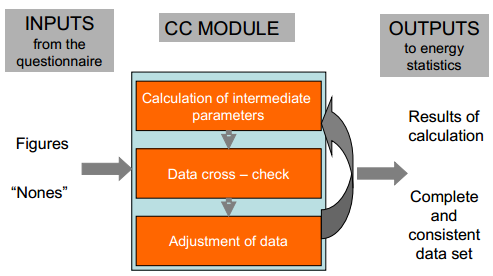 INPUTS
from the
questionnaire
CC MODULE
OUTPUTS
to energy
statistics
Calculation of intermediate
parameters
Data cross – check
Adjustment of data
Figures
“Nones”
Results of
calculation
Complete
and
consistent
data set